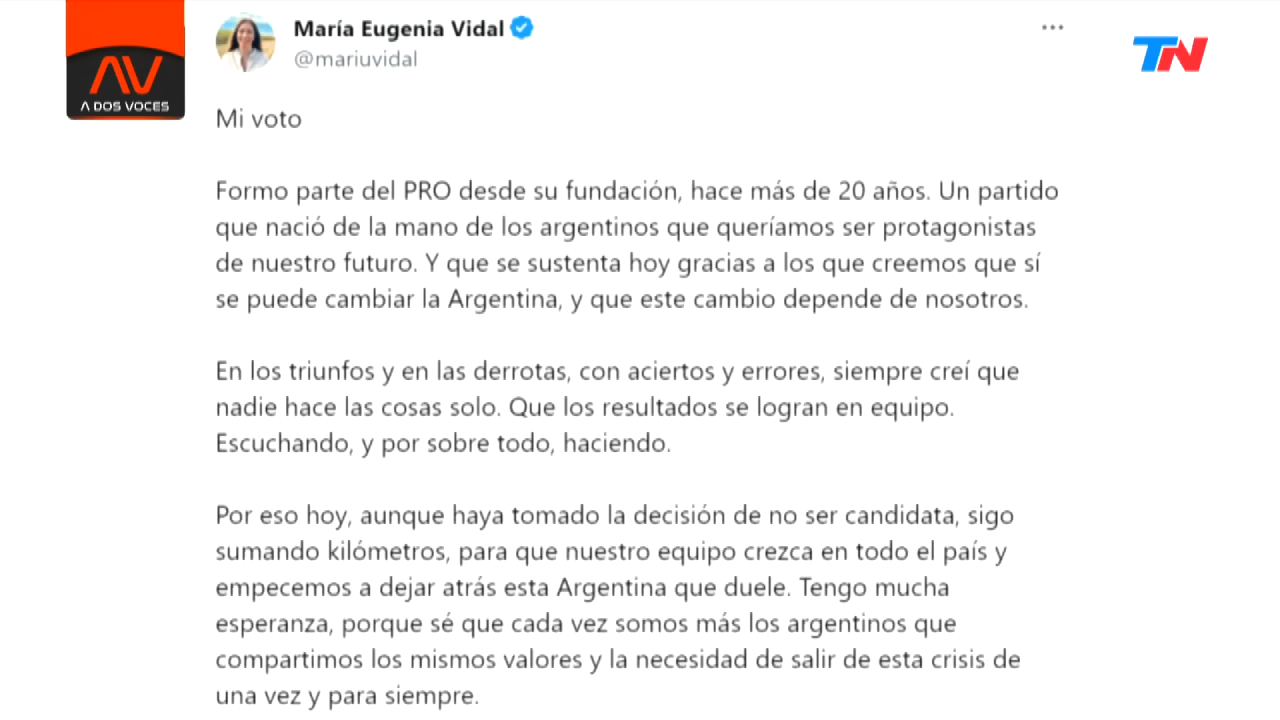 María Eugenia Vidal
@mariuvidal
AV
A DOS VOCES
TN
Mi voto
Formo parte del PRO desde su fundación, hace más de 20 años. Un partido
que nació de la mano de los argentinos que queríamos ser protagonistas
de nuestro futuro. Y que se sustenta hoy gracias a los que creemos que sí
se puede cambiar la Argentina, y que este cambio depende de nosotros.
En los triunfos y en las derrotas, con aciertos y errores, siempre creí que
nadie hace las cosas solo. Que los resultados se logran en equipo.
Escuchando, y por sobre todo, haciendo.
Por eso hoy, aunque haya tomado la decisión de no ser candidata, sigo
sumando kilómetros, para que nuestro equipo crezca en todo el país y
empecemos a dejar atrás esta Argentina que duele. Tengo mucha
esperanza, porque sé que cada vez somos más los argentinos que
compartimos los mismos valores y la necesidad de salir de esta crisis de
una vez y para siempre.